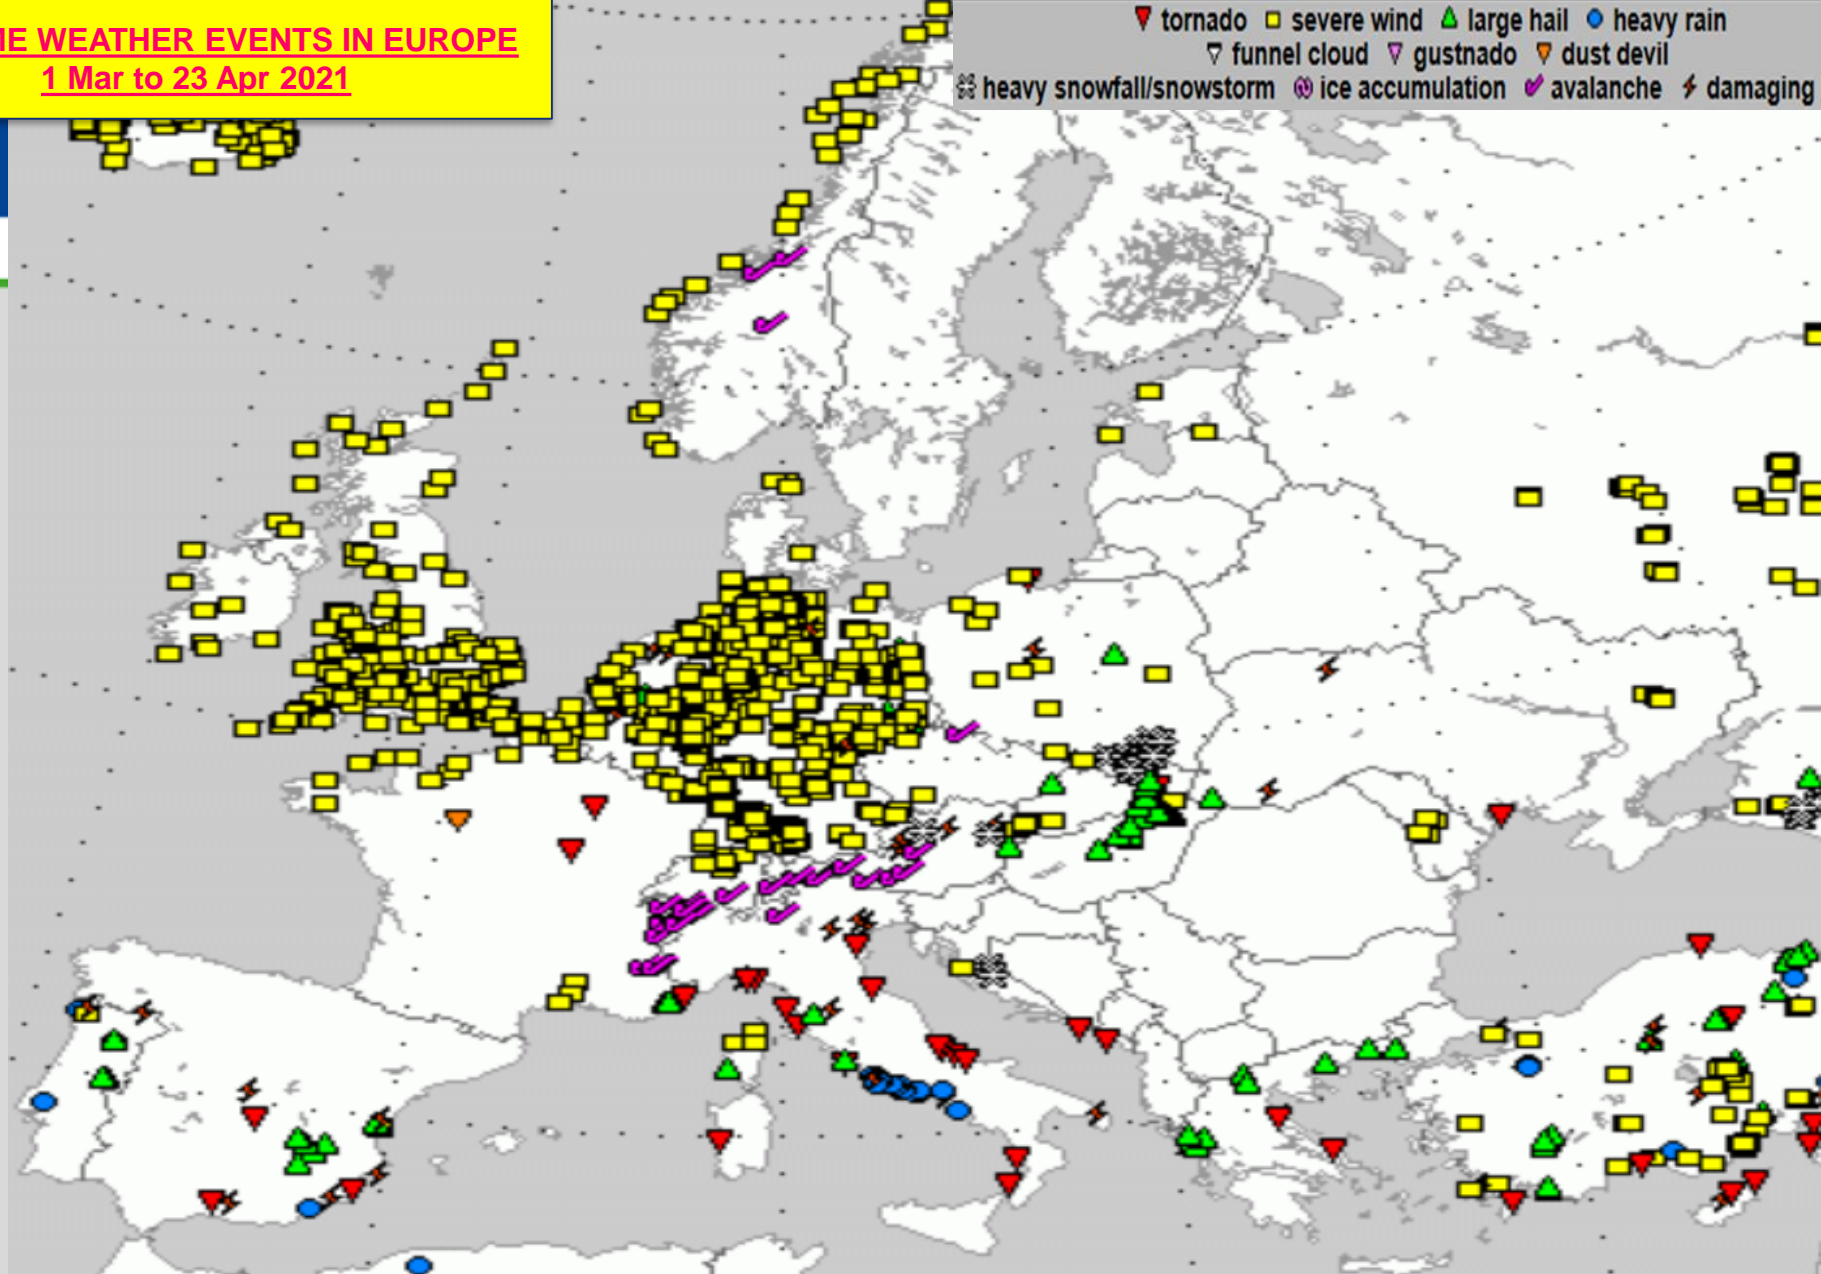 ME WEATHER EVENTS IN EUROPE
1 Mar to 23 Apr 2021
tornado severe wind large hail heavy rain
funnel cloud gustnado dust devil
heavy snowfall/snowstorm ice accumulation avalanche damaging